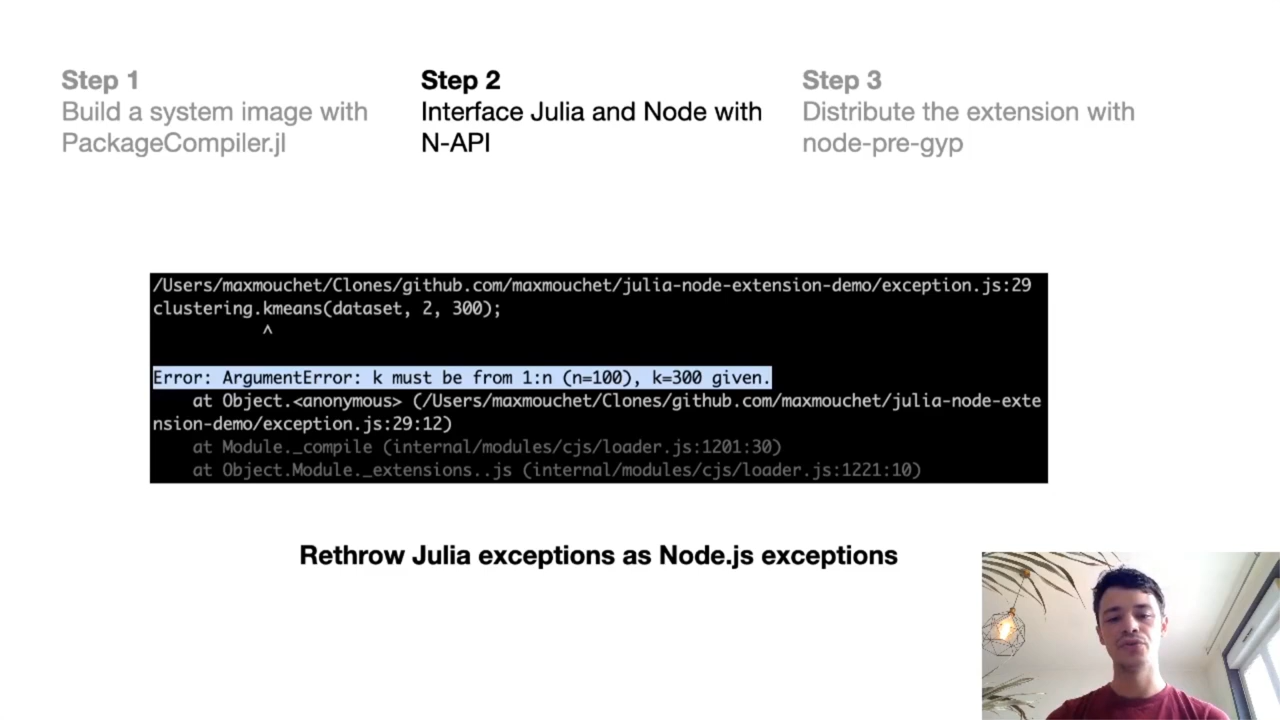 Step 1
Build a system image with
PackageCompiler.jl
Step 2
Interface Julia and Node with
N-API
Step 3
Distribute the extension with
node-pre-gyp
/Users/maxmouchet/Clones/github.com/maxmouchet/julia-node-extension-demo/exception.js:29
clustering.kmeans(dataset, 2, 300);
^
Error: ArgumentError: k must be from 1:n (n=100), k=300 given.
at Object.<anonymous> (/Users/maxmouchet/Clones/github.com/maxmouchet/julia-node-exte
nsion-demo/exception.js:29:12)
at Module._compile (internal/modules/cjs/loader.js:1201:30)
at Object.Module._extensions..js (internal/modules/cjs/loader.js:1221:10)
Rethrow Julia exceptions as Node.js exceptions